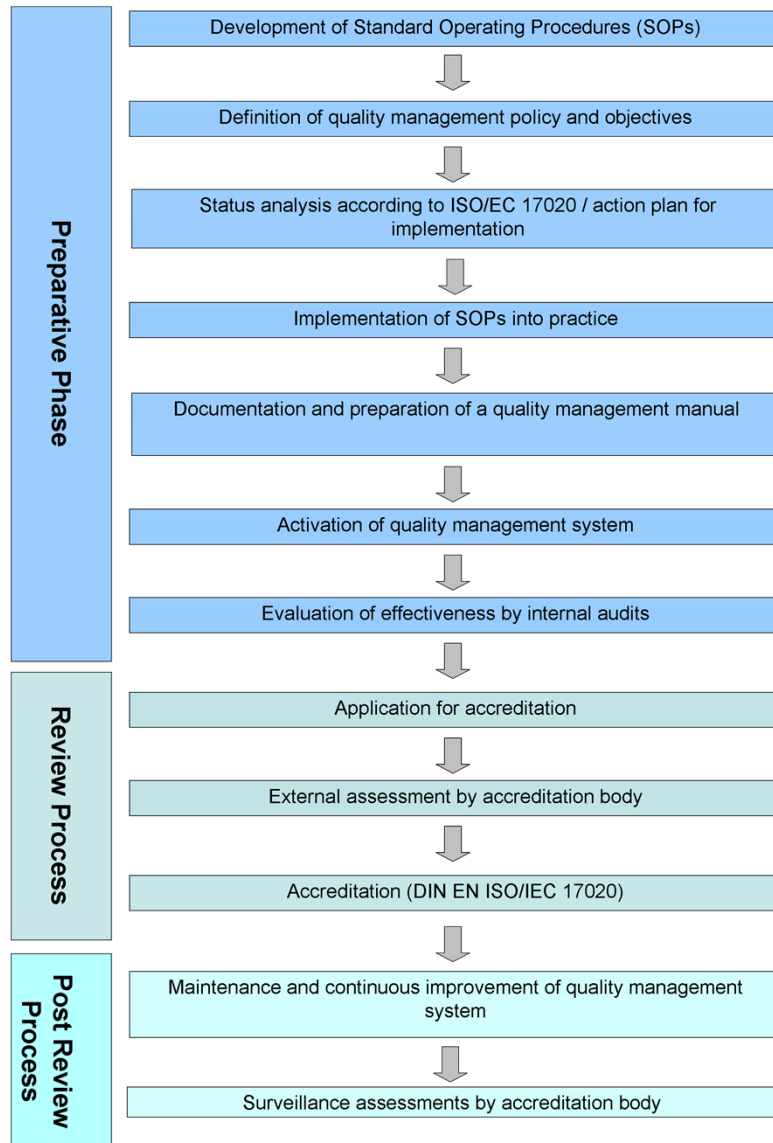 Preparative Phase
Development of Standard Operating Procedures (SOPs)
Definition of quality management policy and objectives
Status analysis according to ISO/EC 17020 / action plan for
implementation
Implementation of SOPs into practice
Documentation and preparation of a quality management manual
Activation of quality management system
Evaluation of effectiveness by internal audits
Review Process
Application for accreditation
External assessment by accreditation body
Accreditation (DIN EN ISO/IEC 17020)
Post Review
Process
Maintenance and continuous improvement of quality management
system
Surveillance assessments by accreditation body